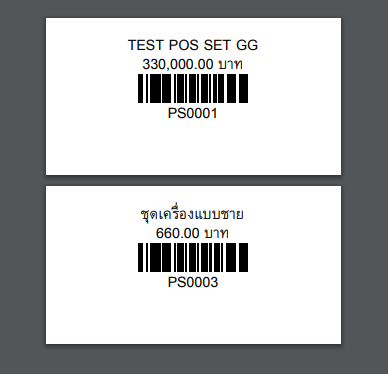 TEST POS SET GG
330,000.00 บาท
PS0001
ชุดเครื่องแบบชาย
660.00 บาท
PS0003